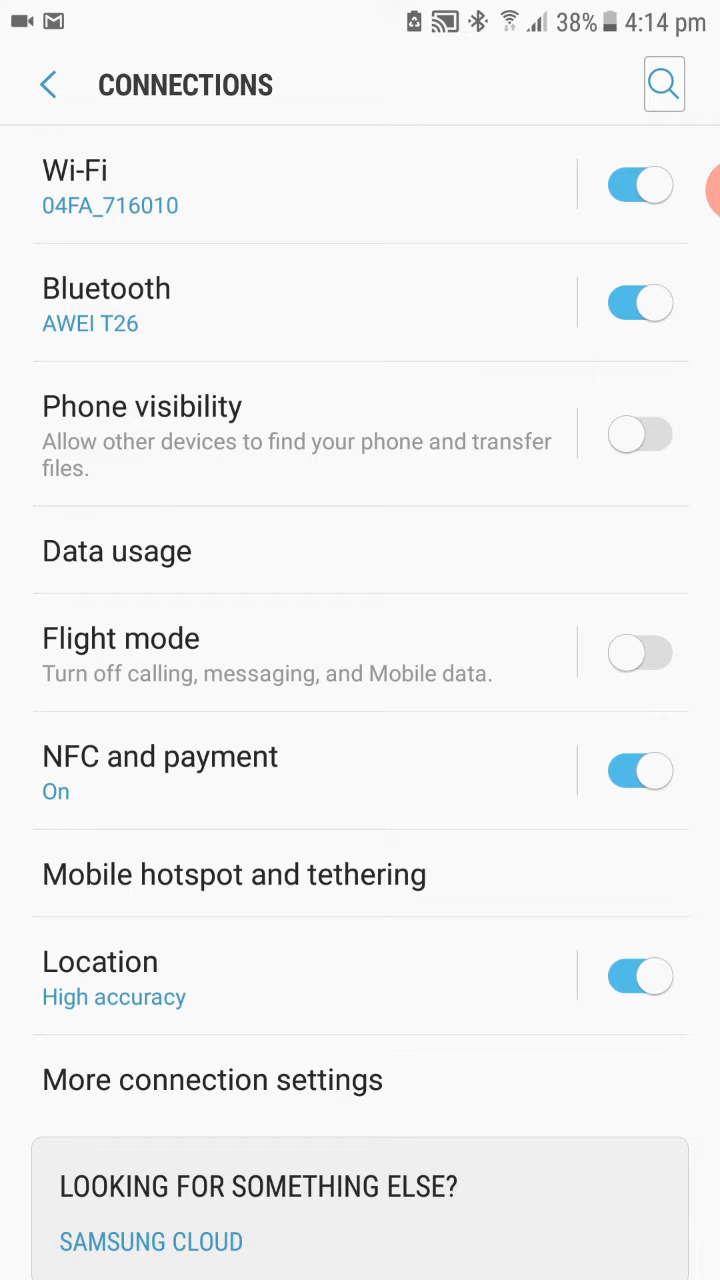 38% 4:14 pm
CONNECTIONS
Wi-Fi
04FA_716010
Bluetooth
AWEI T26
Phone visibility
Allow other devices to find your phone and transfer
files.
Data usage
Flight mode
Turn off calling, messaging, and Mobile data.
NFC and payment
On
Mobile hotspot and tethering
Location
High accuracy
More connection settings
LOOKING FOR SOMETHING ELSE?
SAMSUNG CLOUD